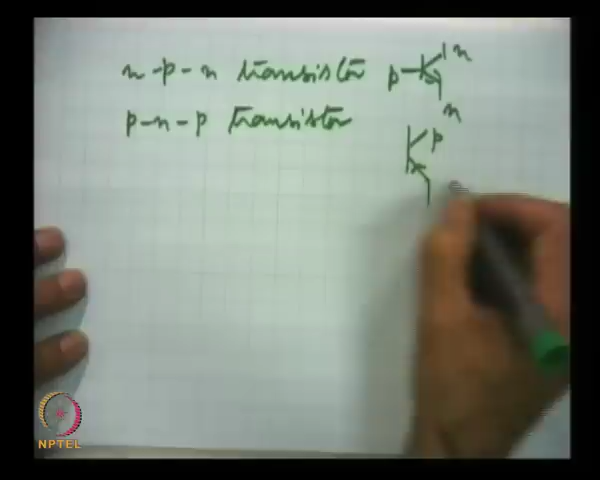 n-p-n transistor p n
n
p-n-p transistor p
NPTEL